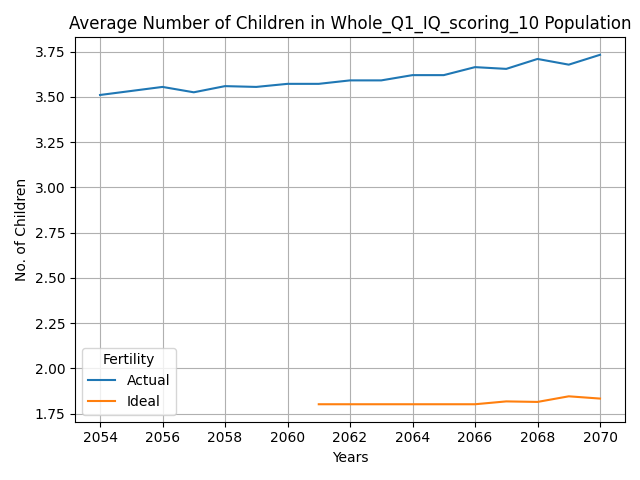 Average Number of Children in Whole_Q1_IQ_scoring_10 Population
3.75
3.50
3.25
3.00
2.75
2.50
2.25
2.00
1.75
No. of Children
Fertility
Actual
Ideal
2054 2056 2058 2060 2062 2064 2066 2068 2070
Years